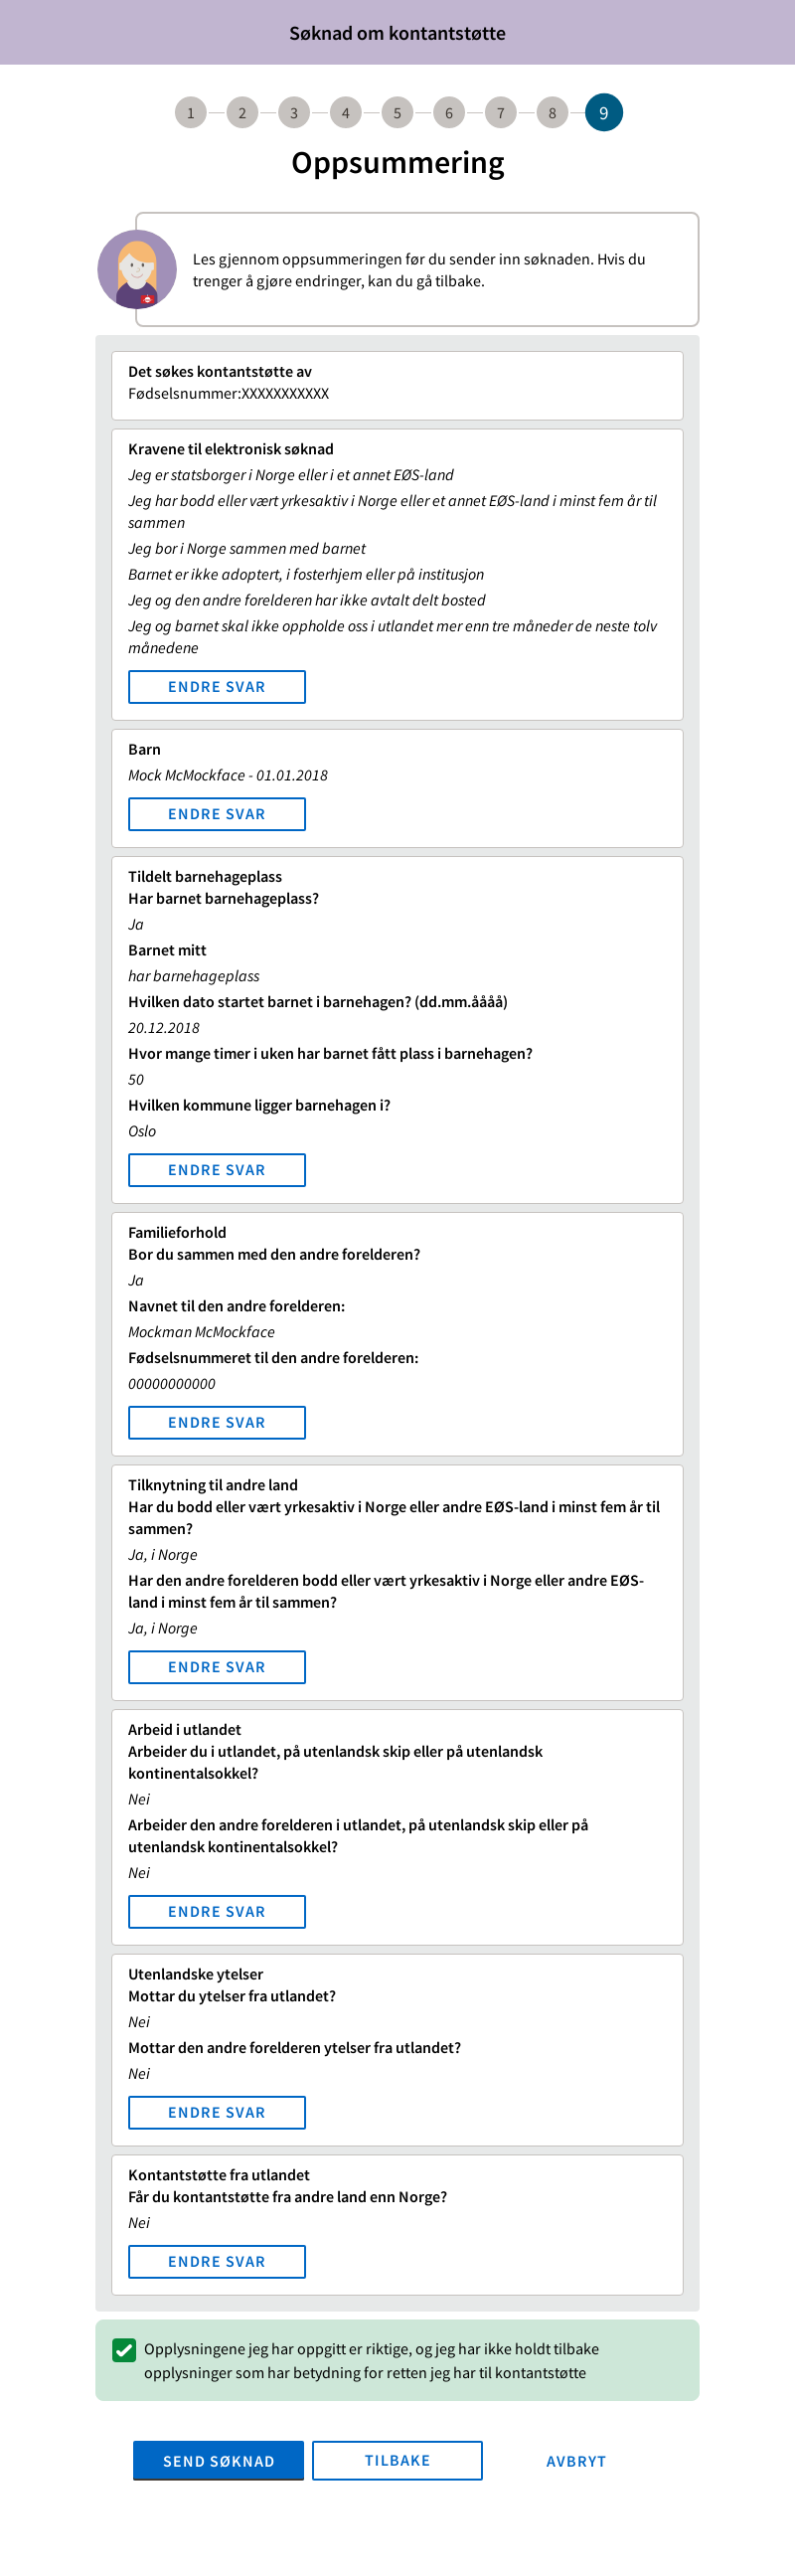 Søknad om kontantstøtte
1 2 3 4 5 6 7 8 9
Oppsummering
Les gjennom oppsummeringen før du sender inn søknaden. Hvis du
trenger å gjøre endringer, kan du gå tilbake.
Det søkes kontantstøtte av
Fødselsnummer:XXXXXXXXXXX
Kravene til elektronisk søknad
Jeg er statsborger i Norge eller i et annet EØS-land
Jeg har bodd eller vært yrkesaktiv i Norge eller et annet EØS-land i minst fem år til
sammen
Jeg bor i Norge sammen med barnet
Barnet er ikke adoptert, i fosterhjem eller på institusjon
Jeg og den andre forelderen har ikke avtalt delt bosted
Jeg og barnet skal ikke oppholde oss i utlandet mer enn tre måneder de neste tolv
månedene
ENDRE SVAR
Barn
Mock McMockface - 01.01.2018
ENDRE SVAR
Tildelt barnehageplass
Har barnet barnehageplass?
Ja
Barnet mitt
har barnehageplass
Hvilken dato startet barnet i barnehagen? (dd.mm.åååå)
20.12.2018
Hvor mange timer i uken har barnet fått plass i barnehagen?
50
Hvilken kommune ligger barnehagen i?
Oslo
ENDRE SVAR
Familieforhold
Bor du sammen med den andre forelderen?
Ja
Navnet til den andre forelderen:
Mockman McMockface
Fødselsnummeret til den andre forelderen:
00000000000
ENDRE SVAR
Tilknytning til andre land
Har du bodd eller vært yrkesaktiv i Norge eller andre EØS-land i minst fem år til
sammen?
Ja, i Norge
Har den andre forelderen bodd eller vært yrkesaktiv i Norge eller andre EØS-
land i minst fem år til sammen?
Ja, i Norge
ENDRE SVAR
Arbeid i utlandet
Arbeider du i utlandet, på utenlandsk skip eller på utenlandsk
kontinentalsokkel?
Nei
Arbeider den andre forelderen i utlandet, på utenlandsk skip eller på
utenlandsk kontinentalsokkel?
Nei
ENDRE SVAR
Utenlandske ytelser
Mottar du ytelser fra utlandet?
Nei
Mottar den andre forelderen ytelser fra utlandet?
Nei
ENDRE SVAR
Kontantstøtte fra utlandet
Får du kontantstøtte fra andre land enn Norge?
Nei
ENDRE SVAR
Opplysningene jeg har oppgitt er riktige, og jeg har ikke holdt tilbake
opplysninger som har betydning for retten jeg har til kontantstøtte
SEND SØKNAD TILBAKE AVBRYT